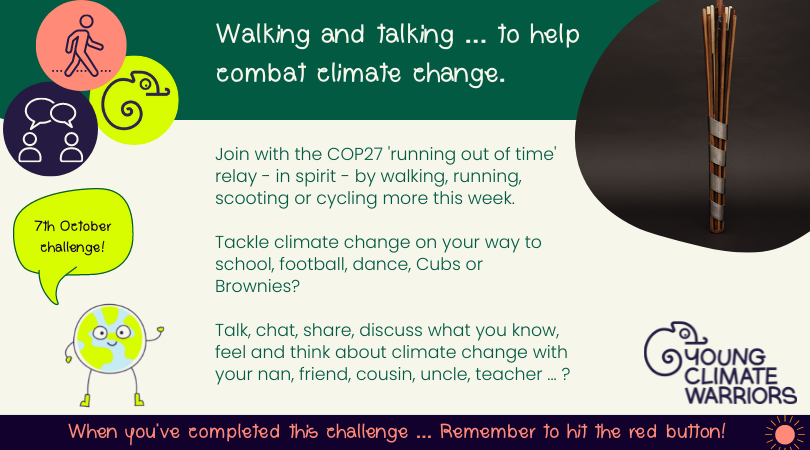 Walking and talking ... to help
combat climate change.
Join with the COP27 'running out of time'
relay - in spirit - by walking, running,
scooting or cycling more this week.
Tackle climate change on your way to
school, football, dance, Cubs or
Brownies?
Talk, chat, share, discuss what you know,
feel and think about climate change with
your nan, friend, cousin, uncle, teacher ... ?
7th October
challenge!
YOUNG
CLIMATE
WARRIORS
When you've completed this challenge ... Remember to hit the red button!